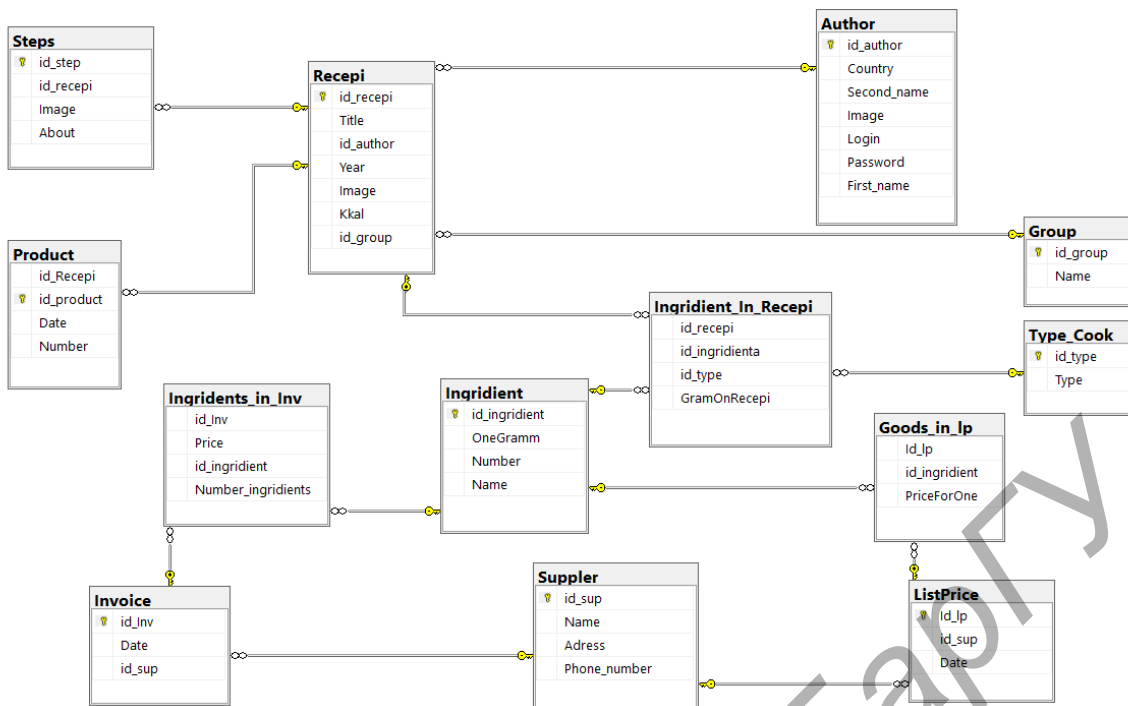 Steps
id_step
id_recepi
Image
About
Recepi
id_recepi
Title
id_author
Year
Image
Kkal
id_group
Author
id_author
Country
Second_name
Image
Login
Password
First_name
Product
id_Recepi
id_product
Date
Number
Group
id_group
Name
Ingridient_In_Recepi
id_recepi
id_ingridienta
id_type
GramOnRecepi
Type_Cook
id_type
Type
Ingridents_in_Inv
id_Inv
Price
id_ingridient
Number_ingridients
Ingridient
id_ingridient
OneGramm
Number
Name
Goods_in_lp
Id_lp
id_ingridient
PriceForOne
Invoice
id_Inv
Date
id_sup
Suppler
id_sup
Name
Adress
Phone_number
ListPrice
Id_lp
id_sup
Date
БарГУ